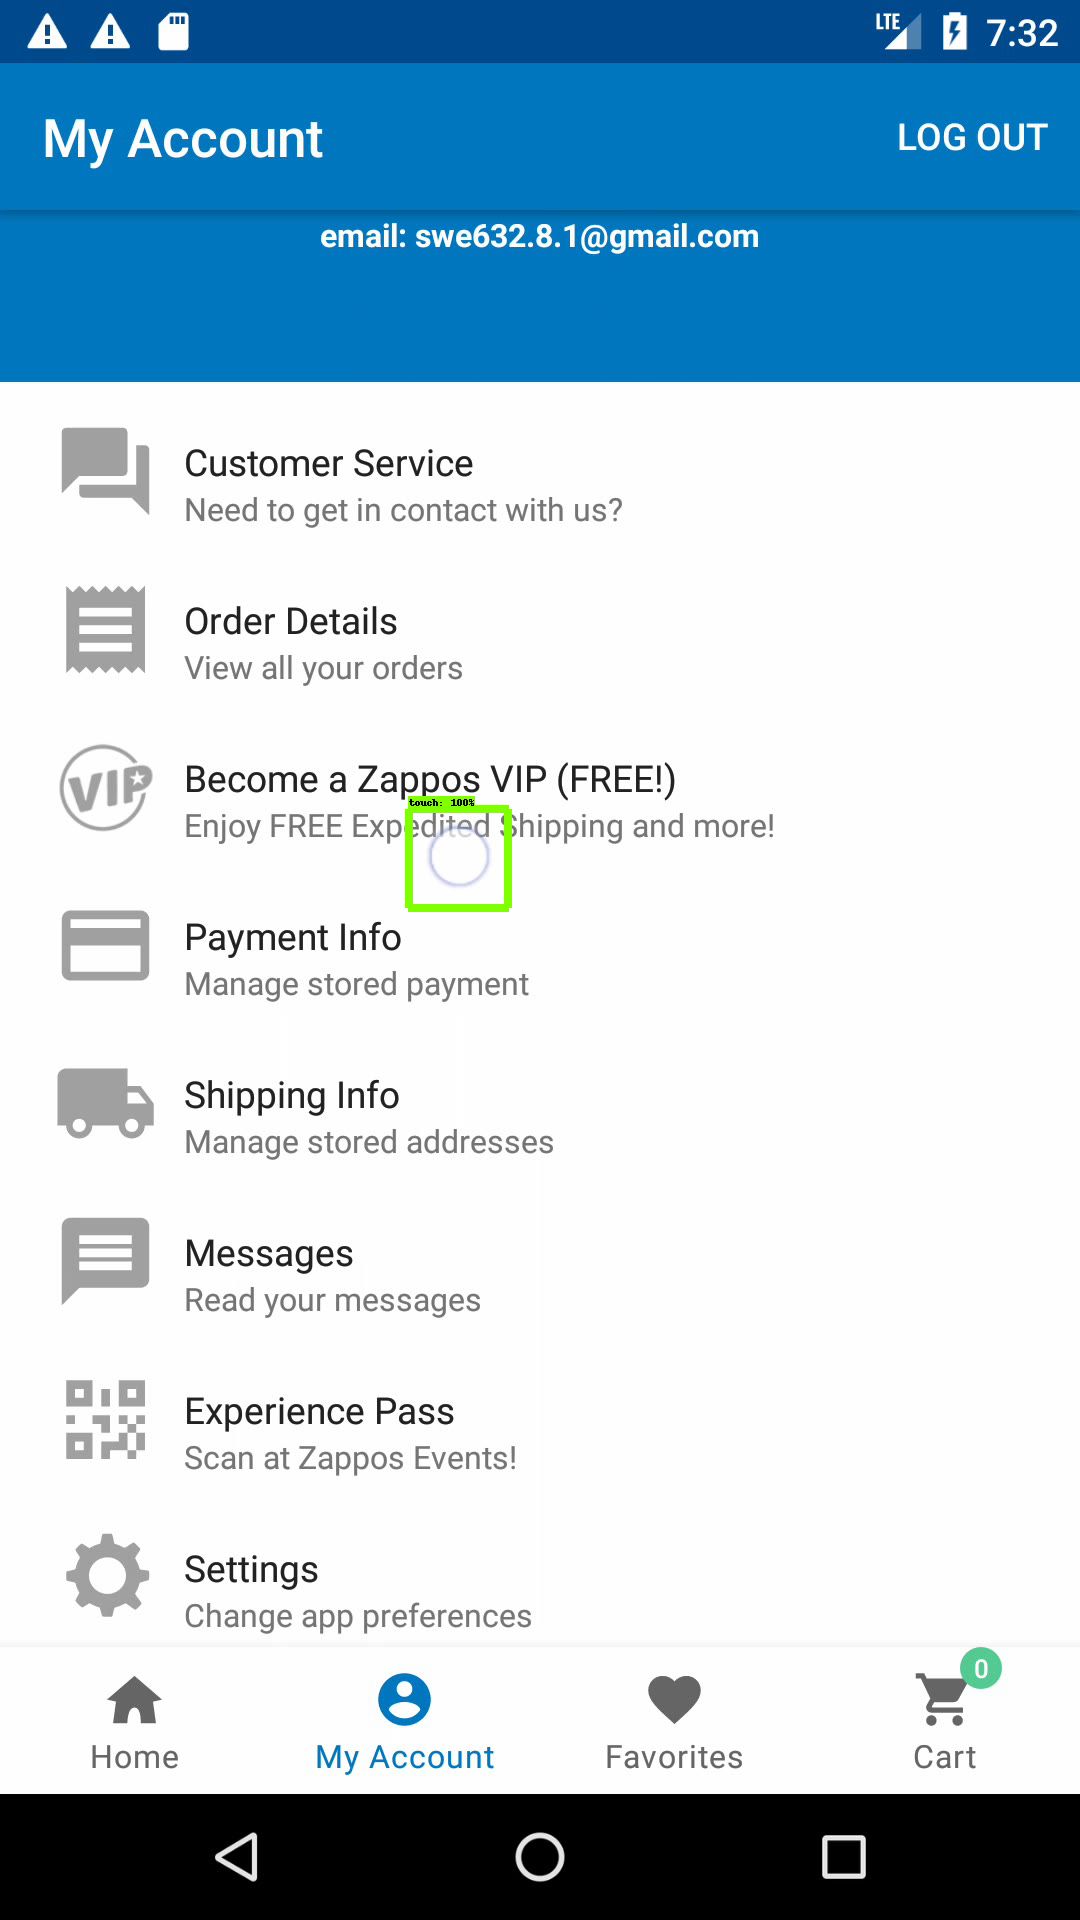 LTE 7:32
My Account LOG OUT
email: swe632.8.1@gmail.com
Customer Service
Need to get in contact with us?
Order Details
View all your orders
VIP
Become a Zappos VIP (FREE!)
touch: 100%
Enjoy FREE Expedited Shipping and more!
Payment Info
Manage stored payment
Shipping Info
Manage stored addresses
Messages
Read your messages
Experience Pass
Scan at Zappos Events!
Settings
Change app preferences
0
Home My Account Favorites Cart